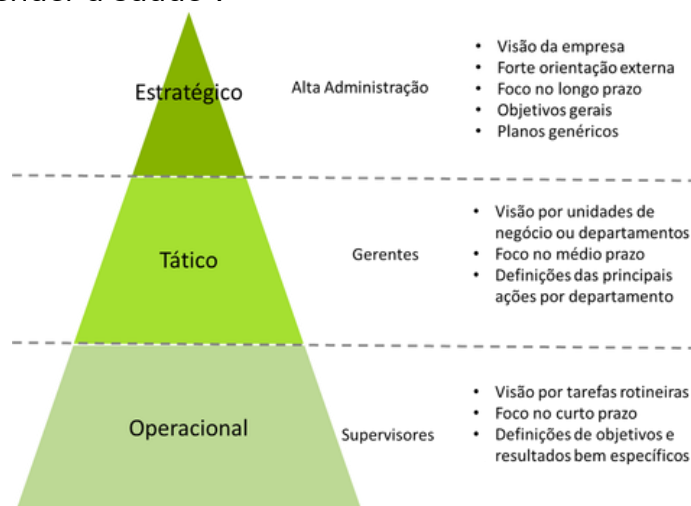 Estratégico
Alta Administração
• Visão da empresa
• Forte orientação externa
• Foco no longo prazo
• Objetivos gerais
• Planos genéricos
Tático
Gerentes
• Visão por unidades de
negócio ou departamentos
• Foco no médio prazo
• Definições das principais
ações por departamento
Operacional
Supervisores
• Visão por tarefas rotineiras
• Foco no curto prazo
• Definições de objetivos e
resultados bem específicos